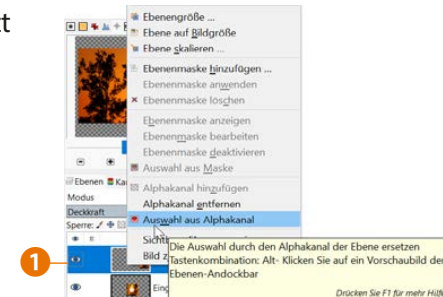 tt
Ebenengröße ...
Ebene auf Bildgröße
Ebene skalieren ...
Ebenenmaske hinzufügen ...
Ebenenmaske anwenden
Ebenenmaske löschen
Ebenenmaske anzeigen
Ebenenmaske bearbeiten
Ebenenmaske deaktivieren
Auswahl aus Maske
Alphakanal hinzufügen
Alphakanal entfernen
Auswahl aus Alphakanal
Ebenen Ka
Modus
Deckkraft
Sperre:
Bild z
Die Auswahl durch den Alphakanal der Ebene ersetzen
Tastenkombination: Alt- Klicken Sie auf ein Vorschaubild der
Ebenen-Andockbar
Drücken Sie F1 für mehr Hilfe
1